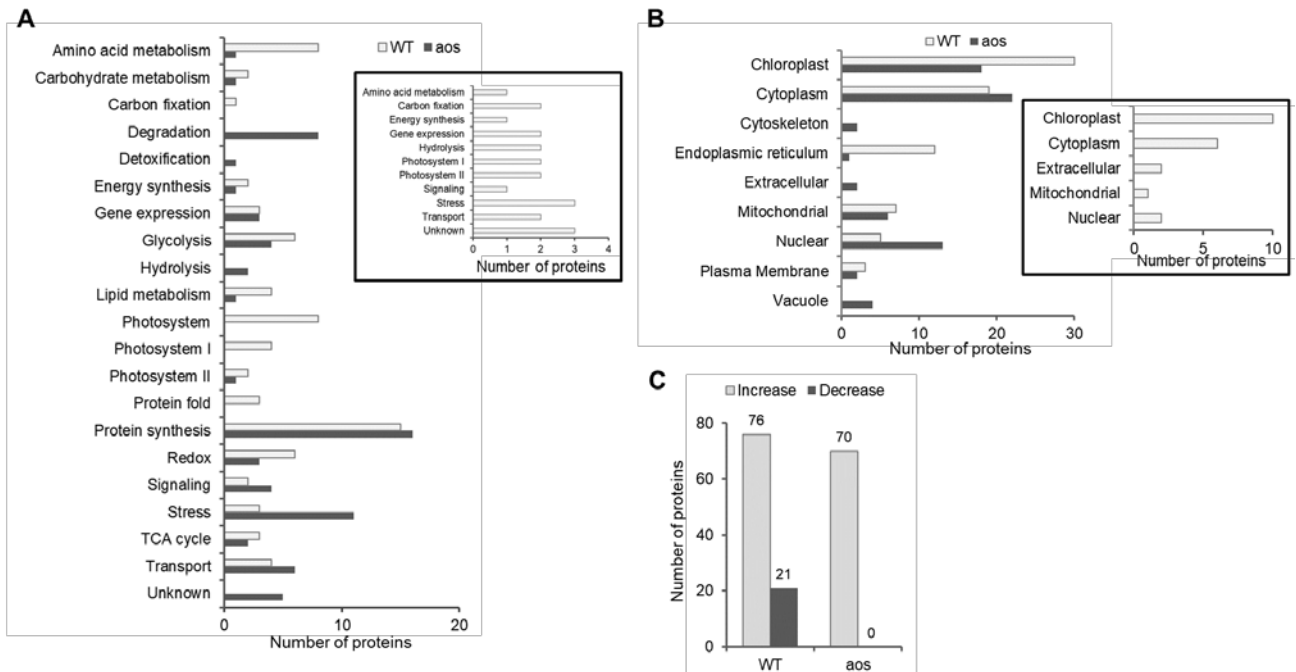 A
WT aos
Amino acid metabolism
Carbohydrate metabolism
Carbon fixation
Degradation
Detoxification
Energy synthesis
Gene expression
Glycolysis
Hydrolysis
Lipid metabolism
Photosystem
Photosystem I
Photosystem II
Protein fold
Protein synthesis
Redox
Signaling
Stress
TCA cycle
Transport
Unknown
0 10 20
Number of proteins
Amino acid metabolism
Carbon fixation
Energy synthesis
Gene expression
Hydrolysis
Photosystem I
Photosystem II
Signaling
Stress
Transport
Unknown
0 1 2 3 4
Number of proteins
B
WT aos
Chloroplast
Cytoplasm
Cytoskeleton
Endoplasmic reticulum
Extracellular
Mitochondrial
Nuclear
Plasma Membrane
Vacuole
0 10 20 30
Number of proteins
Chloroplast
Cytoplasm
Extracellular
Mitochondrial
Nuclear
0 5 10
Number of proteins
C
Increase Decrease
80
60
40
20
0
Number of proteins
76
21
70
0
WT aos